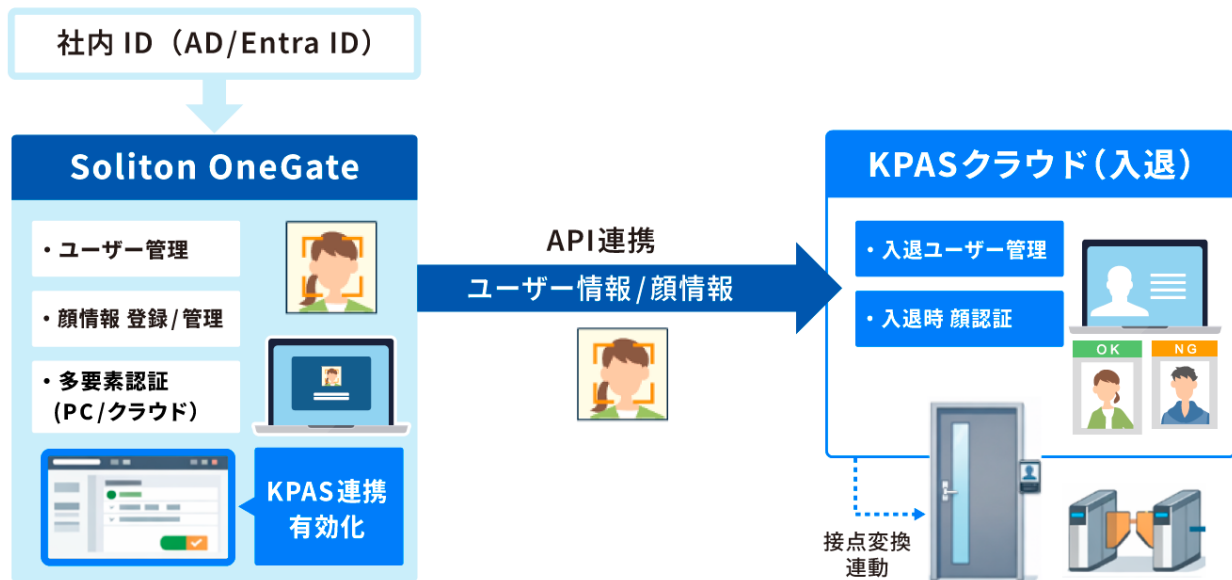 社内 ID（AD/Entra ID）
Soliton OneGate
・ユーザー管理
・顔情報 登録/管理
・多要素認証
(PC/クラウド）
KPAS連携
有効化
API連携
ユーザー情報/顔情報
KPASクラウド（入退）
・入退ユーザー管理
・入退時 顔認証
OK
NG
接点変換
連動